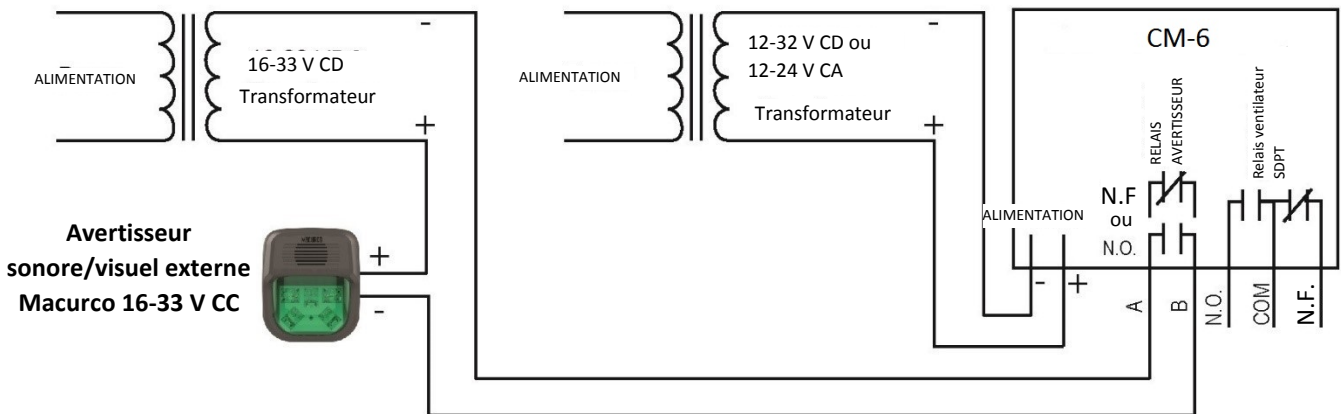 ALIMENTATION
16-33 V CD
Transformateur
-
+
ALIMENTATION
12-32 V CD ou
12-24 V CA
Transformateur
-
+
Avertisseur
sonore/visuel externe
Macurco 16-33 V CC
+
-
CM-6
RELAIS
AVERTISSEUR
Relais ventilateur
SDPT
N.F
ou
N.O.
ALIMENTATION
-
+
A
B
N.O.
COM
N.F.